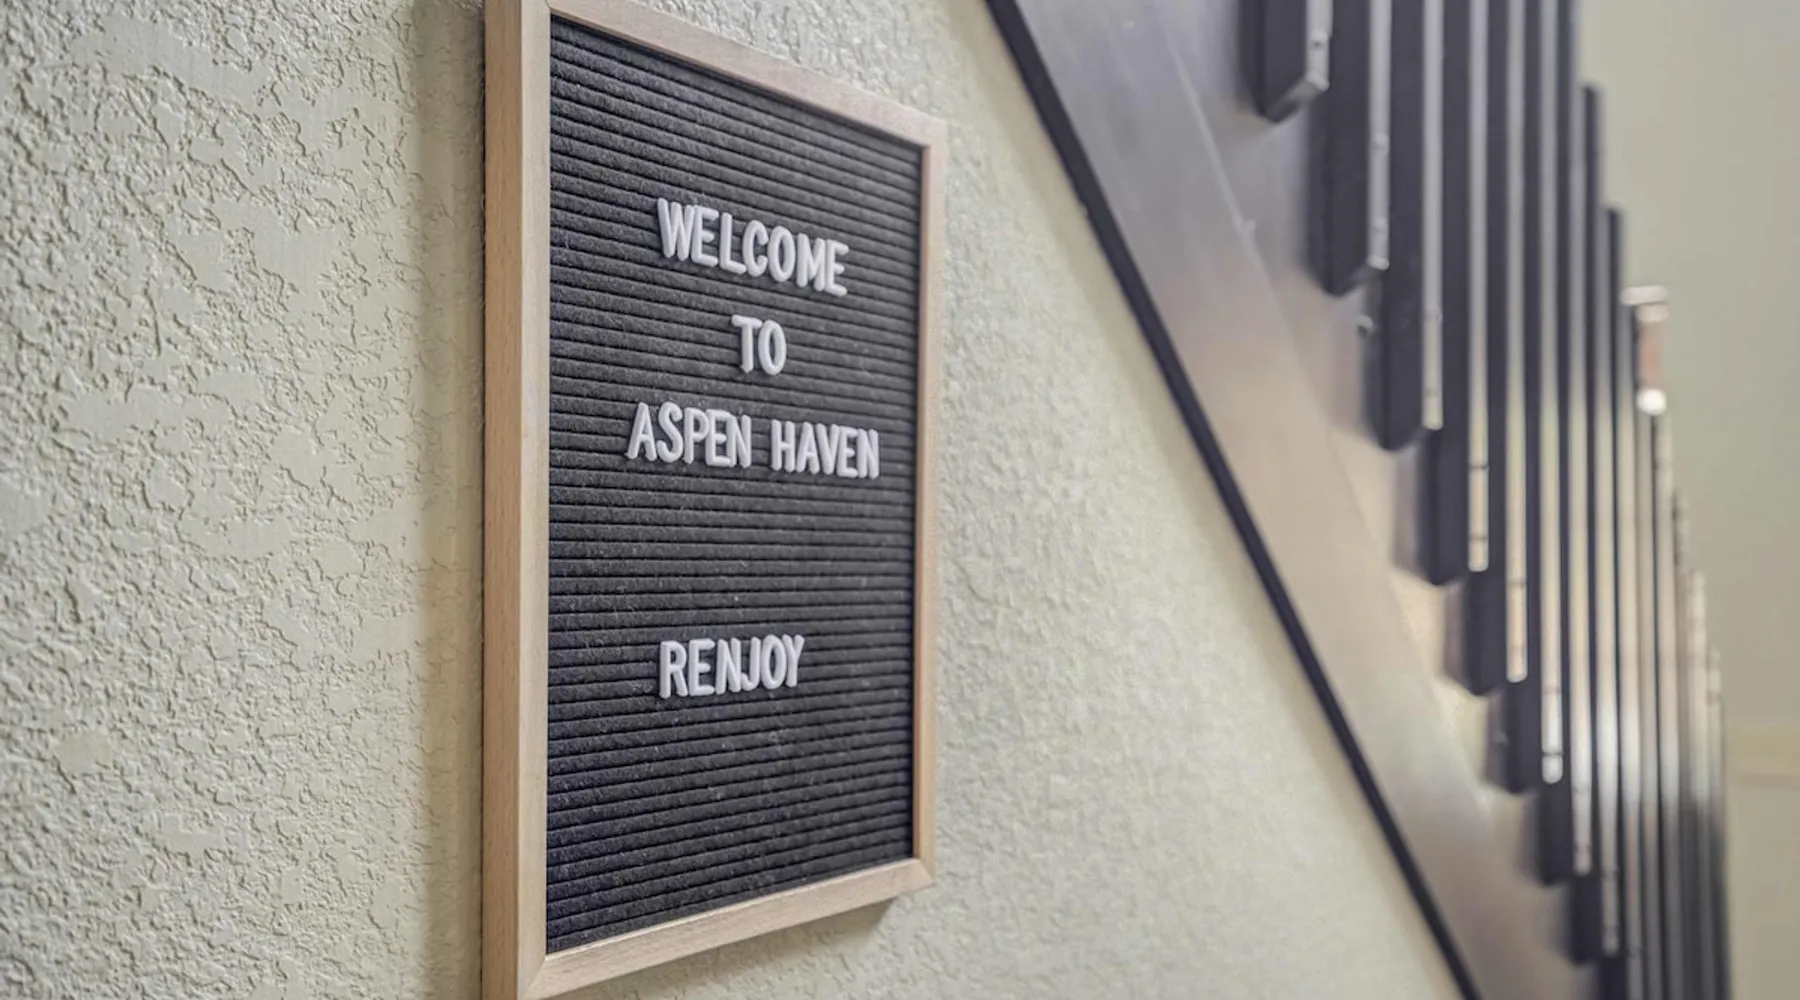 WELCOME
TO
ASPEN HAVEN
RENJOY